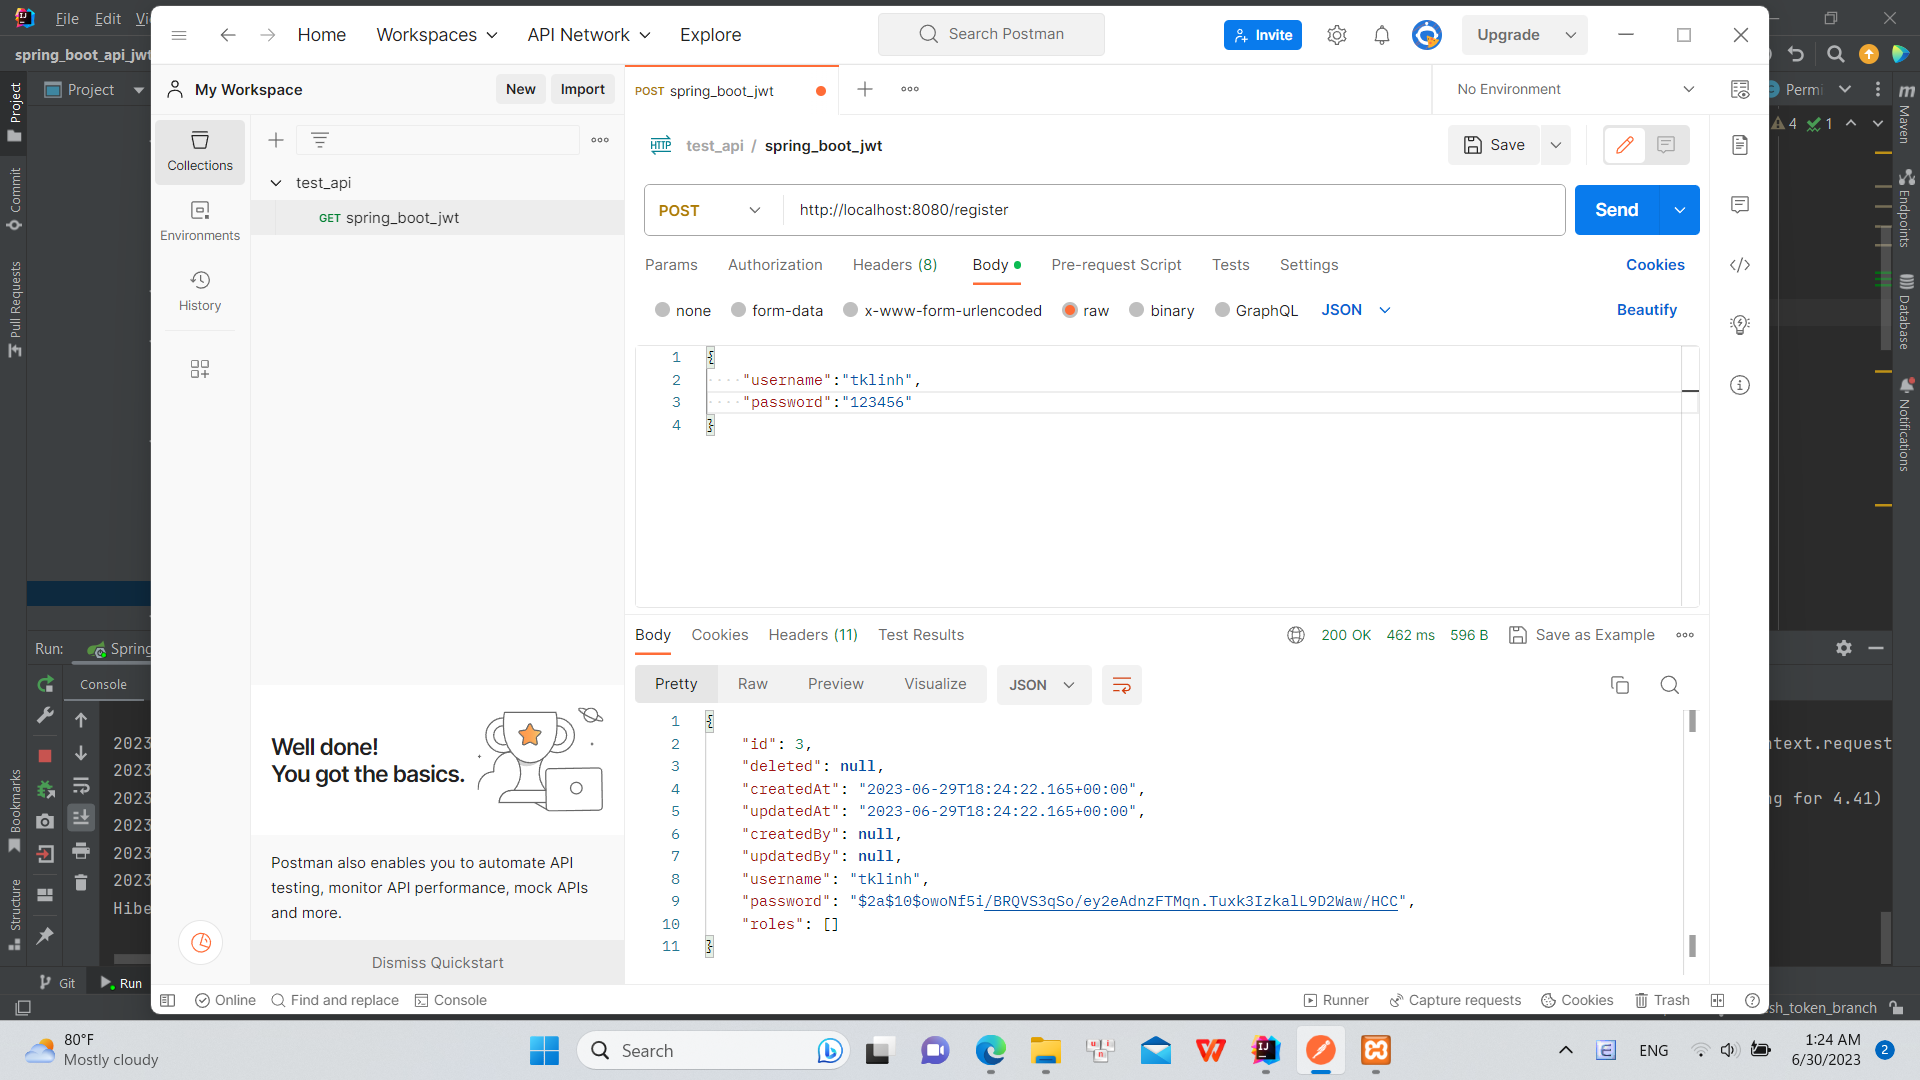 File Edit Vi
Home Workspaces API Network Explore Search Postman Invite Upgrade
spring_boot_api_jwt
My Workspace New Import
POST spring_boot_jwt No Environment
Project
Permi
4 1
Project
Commit
Pull Requests
Bookmarks
Structure
Maven
Endpoints
Database
Notifications
Collections
Environments
History
test_api
GET spring_boot_jwt
HTTP test_api / spring_boot_jwt Save
POST http://localhost:8080/register Send
Params Authorization Headers (8) Body Pre-request Script Tests Settings Cookies
none form-data x-www-form-urlencoded raw binary GraphQL JSON Beautify
1 {
2 "username":"tklinh",
3 "password":"123456"
4 }
Body Cookies Headers (11) Test Results 200 OK 462 ms 596 B Save as Example
Pretty Raw Preview Visualize JSON
1 {
2 "id": 3,
3 "deleted": null,
4 "createdAt": "2023-06-29T18:24:22.165+00:00",
5 "updatedAt": "2023-06-29T18:24:22.165+00:00",
6 "createdBy": null,
7 "updatedBy": null,
8 "username": "tklinh",
9 "password": "$2a$10$owoNf5i/BRQVS3qSo/ey2eAdnzFTMqn.Tuxk3IzkalL9D2Waw/HCC",
10 "roles": []
11 }
Well done!
You got the basics.
Postman also enables you to automate API
testing, monitor API performance, mock APIs
and more.
Dismiss Quickstart
Run: Spring
Console
2023
2023
2023
2023
2023
2023
Hibe
ntext.request
ng for 4.41)
Git Run
Online Find and replace Console Runner Capture requests Cookies Trash
sh_token_branch
80°F
Mostly cloudy
Search
ENG
1:24 AM
6/30/2023
2